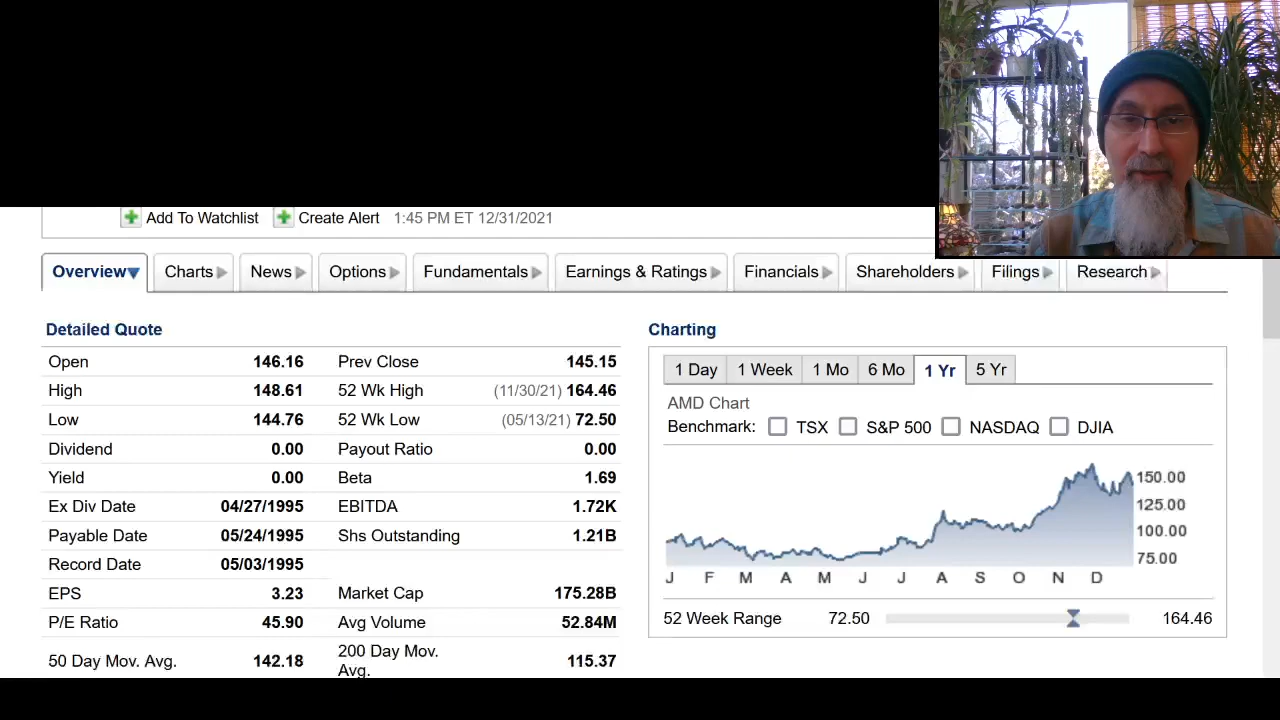 Add To Watchlist Create Alert 1:45 PM ET 12/31/2021
Overview Charts News Options Fundamentals Earnings & Ratings Financials Shareholders Filings Research
Detailed Quote
Open 146.16 Prev Close 145.15
High 148.61 52 Wk High (11/30/21) 164.46
Low 144.76 52 Wk Low (05/13/21) 72.50
Dividend 0.00 Payout Ratio 0.00
Yield 0.00 Beta 1.69
Ex Div Date 04/27/1995 EBITDA 1.72K
Payable Date 05/24/1995 Shs Outstanding 1.21B
Record Date 05/03/1995
EPS 3.23 Market Cap 175.28B
P/E Ratio 45.90 Avg Volume 52.84M
50 Day Mov. Avg. 142.18 200 Day Mov. Avg. 115.37
Charting
1 Day 1 Week 1 Mo 6 Mo 1 Yr 5 Yr
AMD Chart
Benchmark: TSX S&P 500 NASDAQ DJIA
150.00
125.00
100.00
75.00
J F M A M J J A S O N D
52 Week Range 72.50 164.46